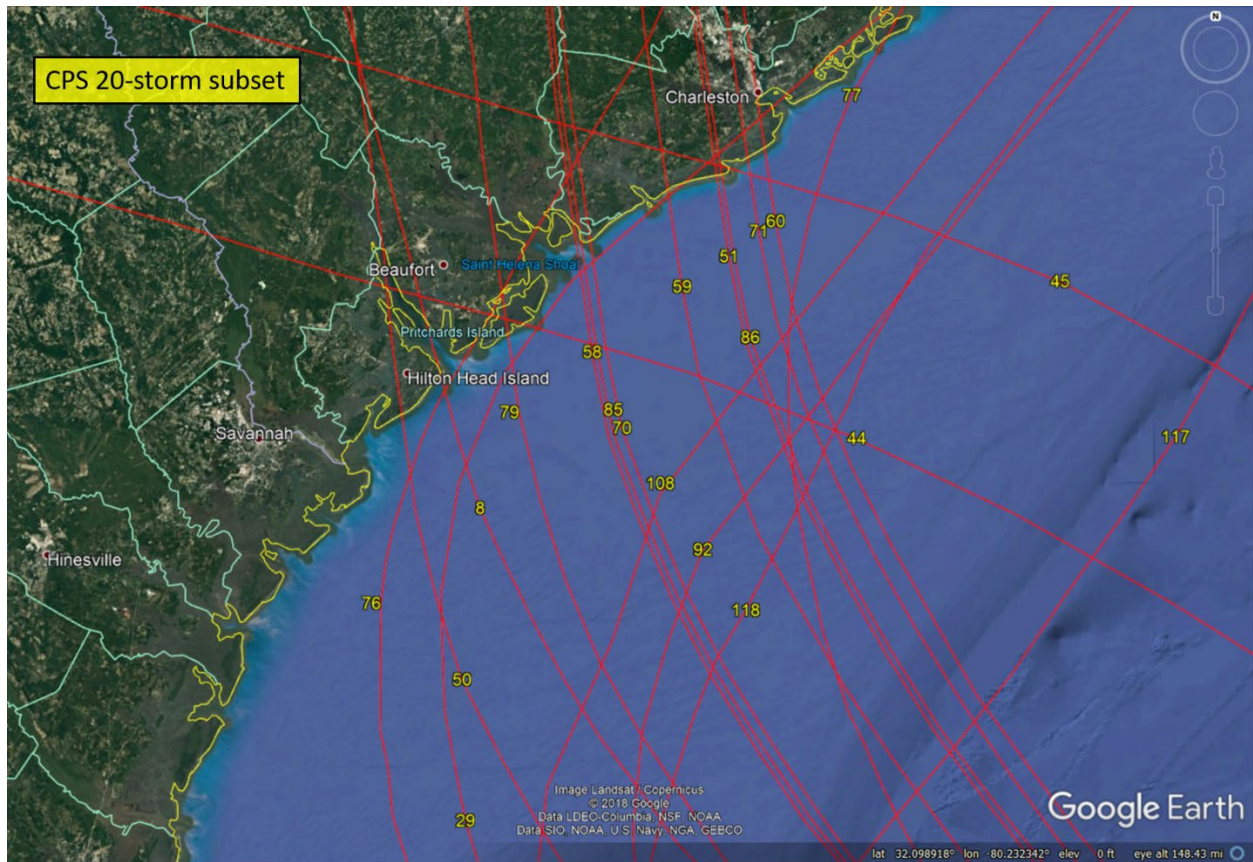 N
CPS 20-storm subset
Charleston
77
60
71
51
Beaufort
Saint Helena Shoal
59
45
Pritchards Island
58
86
Hilton Head Island
79
85
70
Savannah
44
117
108
8
92
Hinesville
76
118
50
Image Landsat / Copernicus
© 2018 Google
Data LDEO-Columbia, NSF, NOAA
Data SIO, NOAA, U.S. Navy, NGA, GEBCO
29
Google Earth
lat 32.098918° lon -80.232342° elev 0 ft eye alt 148.43 mi